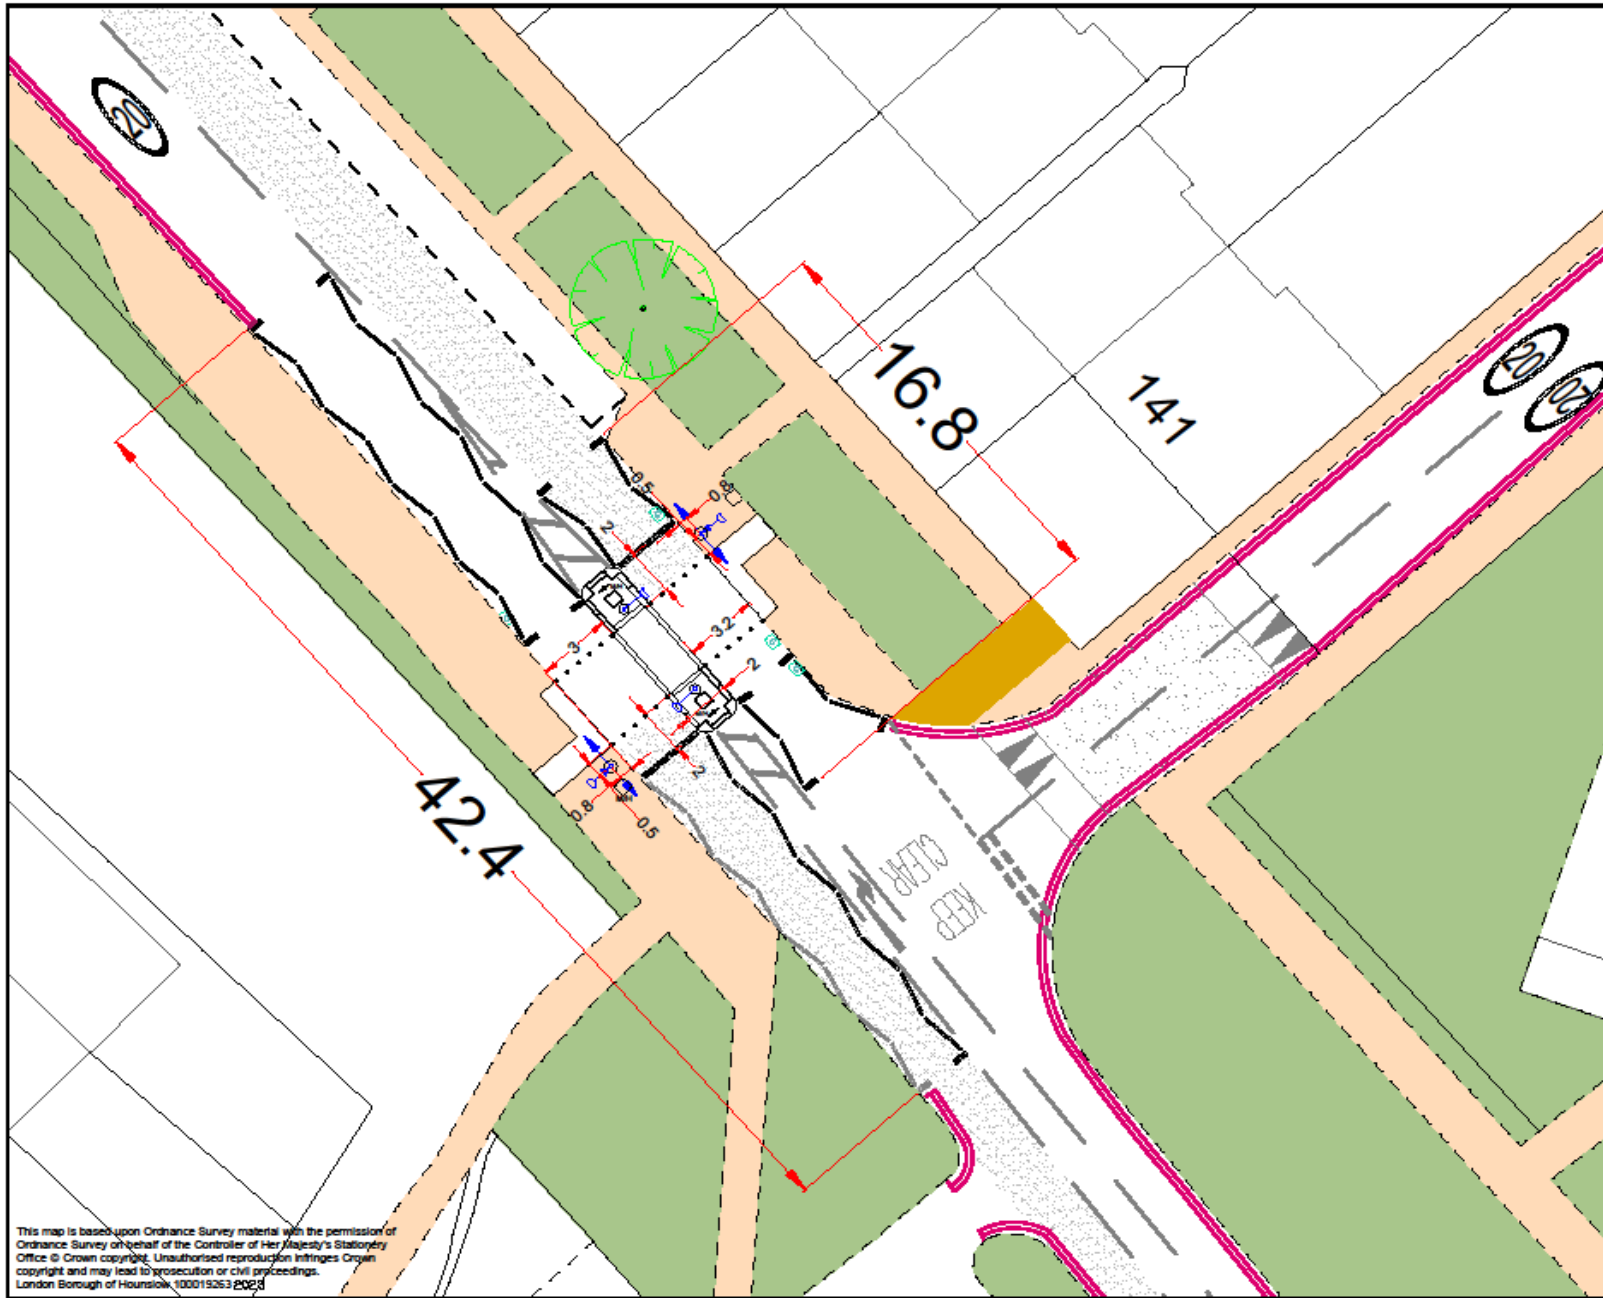 20
16.8
141
20
20
0.5
0.8
2
3.2
3
2
2
0.8
0.5
MH
42.4
KEEP
CLEAR
This map is based upon Ordnance Survey material with the permission of
Ordnance Survey on behalf of the Controller of Her Majesty's Stationery
Office © Crown copyright. Unauthorised reproduction infringes Crown
copyright and may lead to prosecution or civil proceedings.
London Borough of Hounslow 100019263 2023